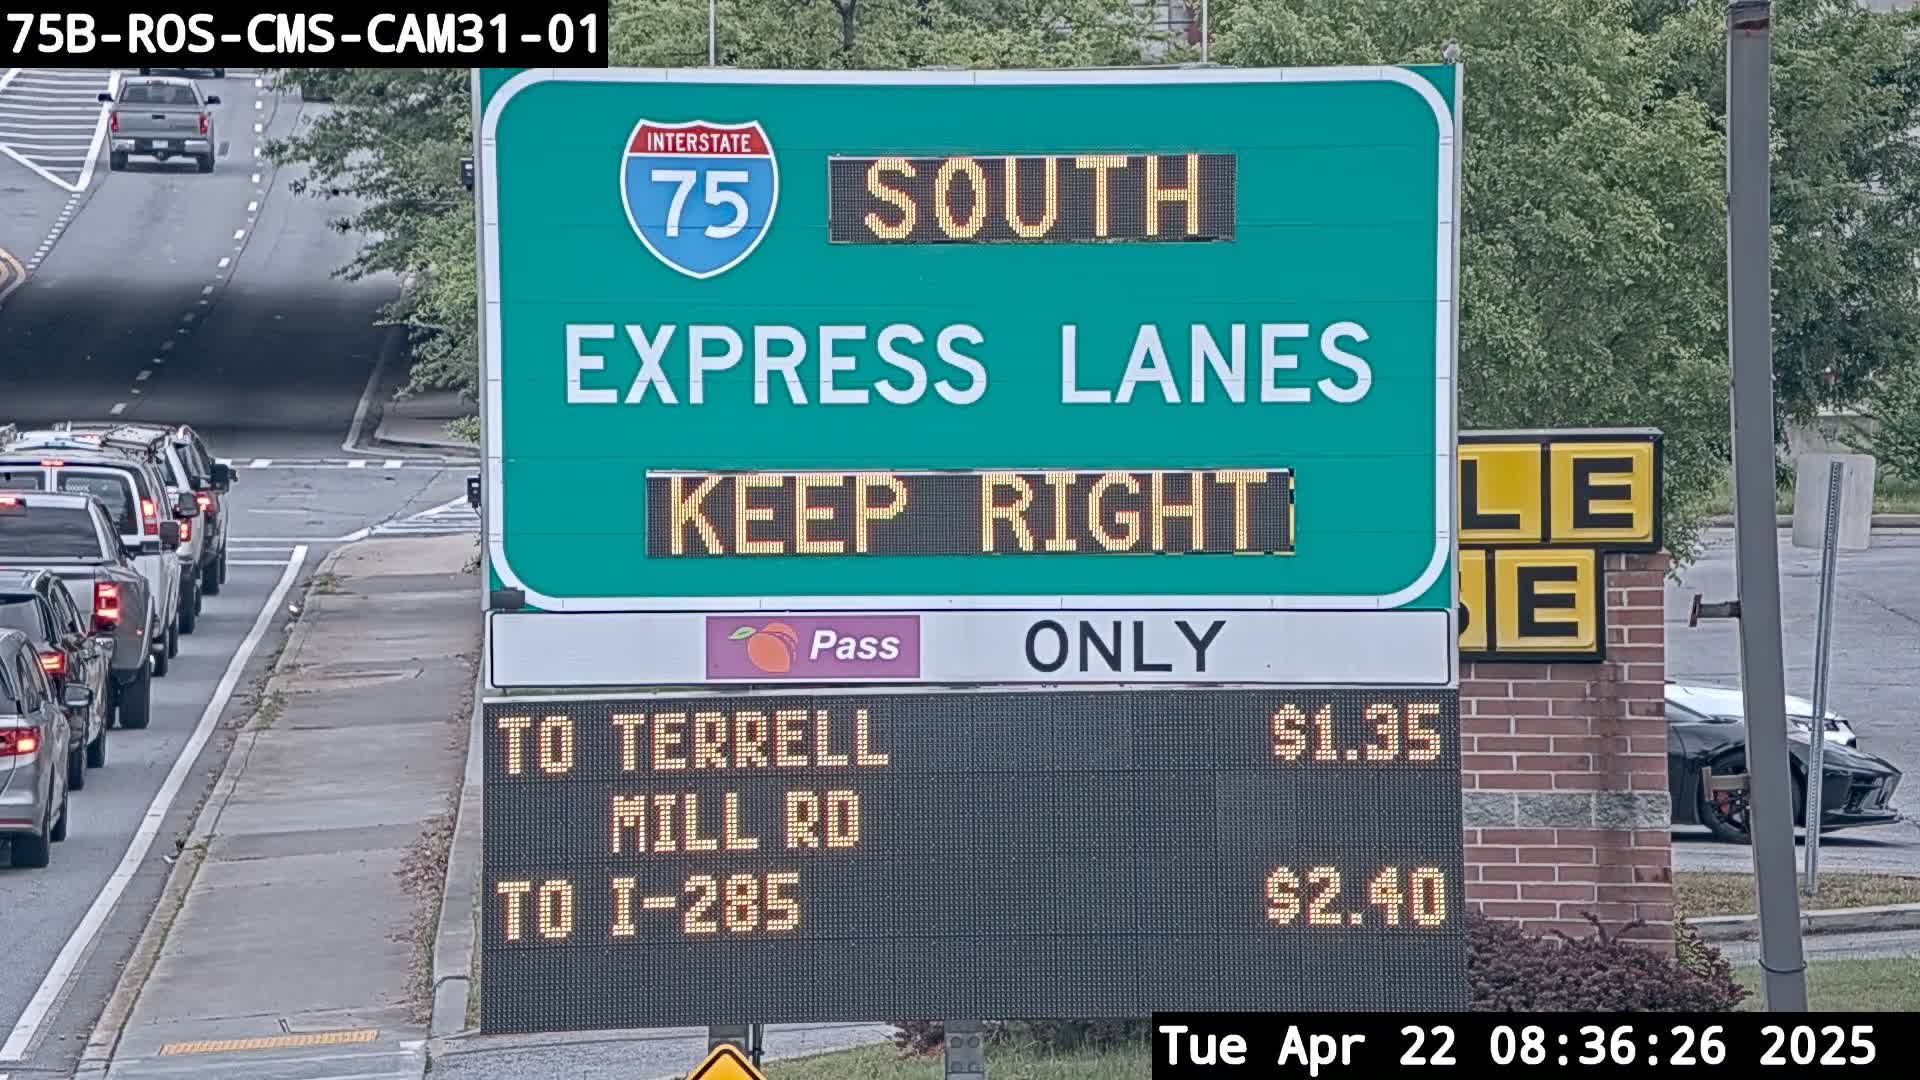 75B-ROS-CMS-CAM31-01
INTERSTATE
75
SOUTH
EXPRESS LANES
KEEP RIGHT
LE
E
Pass ONLY
TO TERRELL $1.35
MILL RD
TO I-285 $2.40
Tue Apr 22 08:36:26 2025